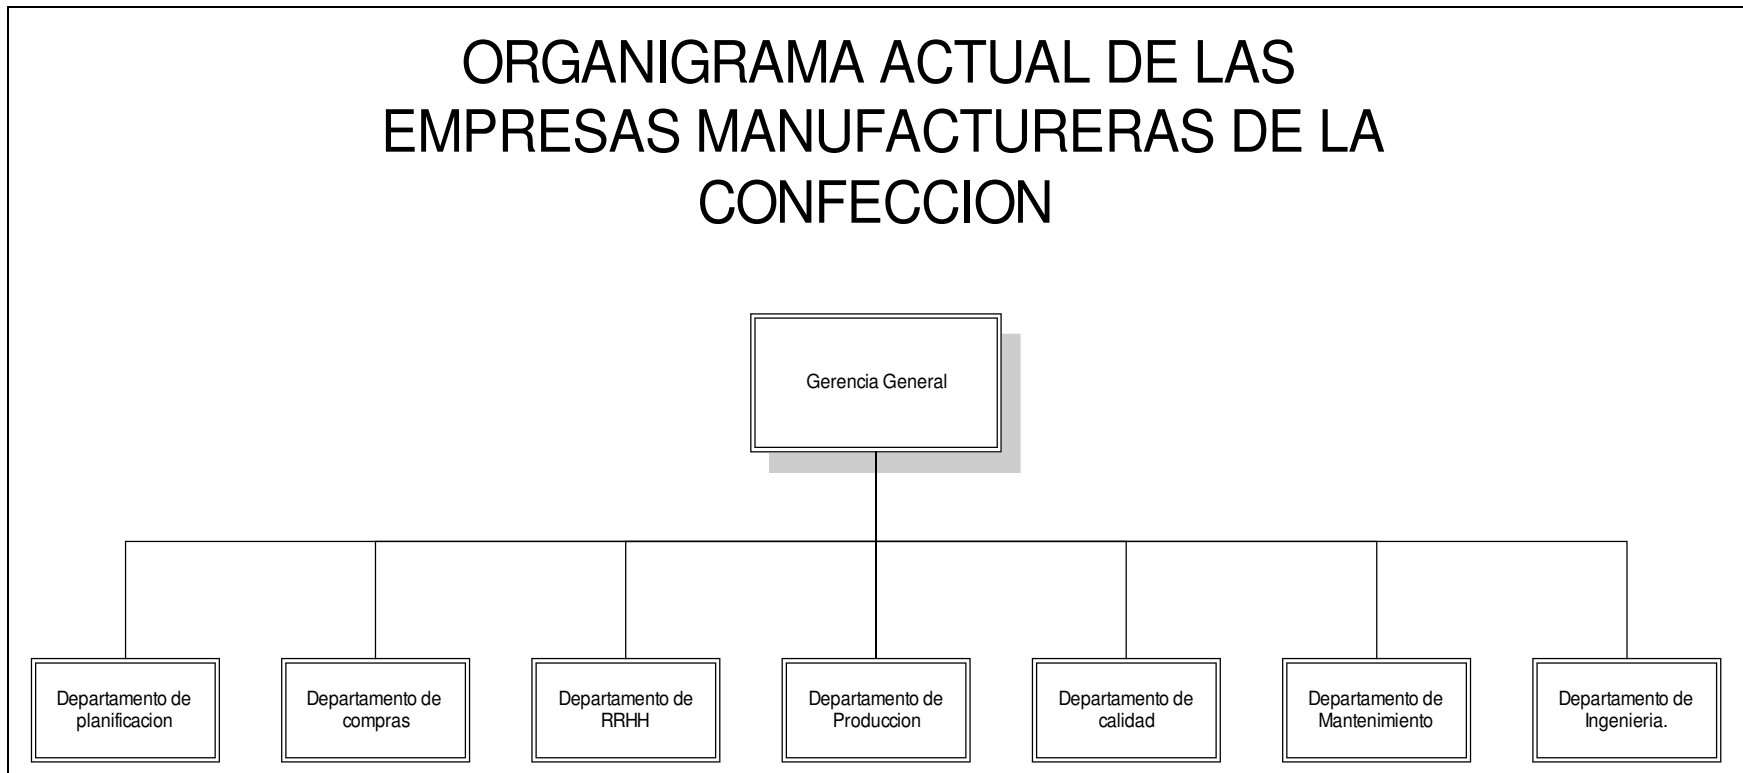 ORGANIGRAMA ACTUAL DE LAS
EMPRESAS MANUFACTURERAS DE LA
CONFECCION
Gerencia General
Departamento de
planificacion
Departamento de
compras
Departamento de
RRHH
Departamento de
Produccion
Departamento de
calidad
Departamento de
Mantenimiento
Departamento de
Ingenieria.